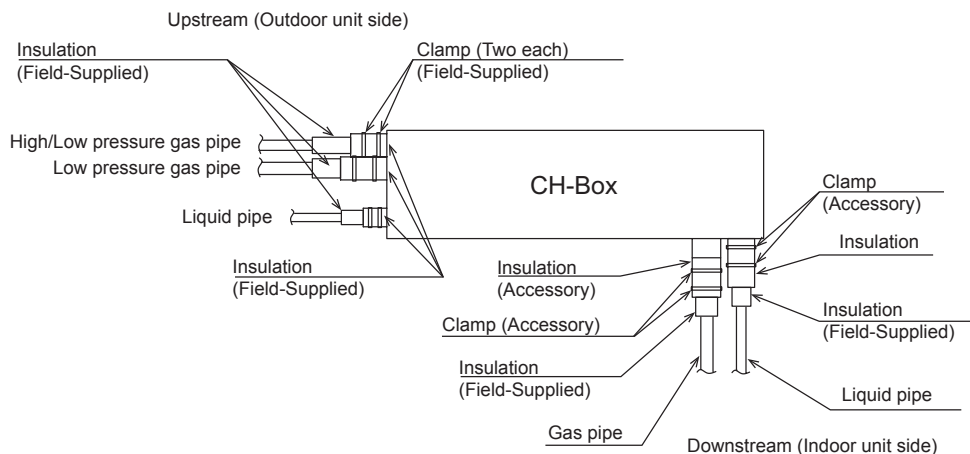 Upstream (Outdoor unit side)
Insulation
(Field-Supplied)
Clamp (Two each)
(Field-Supplied)
High/Low pressure gas pipe
Low pressure gas pipe
Liquid pipe
CH-Box
Clamp
(Accessory)
Insulation
Insulation
(Field-Supplied)
Insulation
(Accessory)
Clamp (Accessory)
Insulation
(Field-Supplied)
Insulation
(Field-Supplied)
Liquid pipe
Gas pipe
Downstream (Indoor unit side)